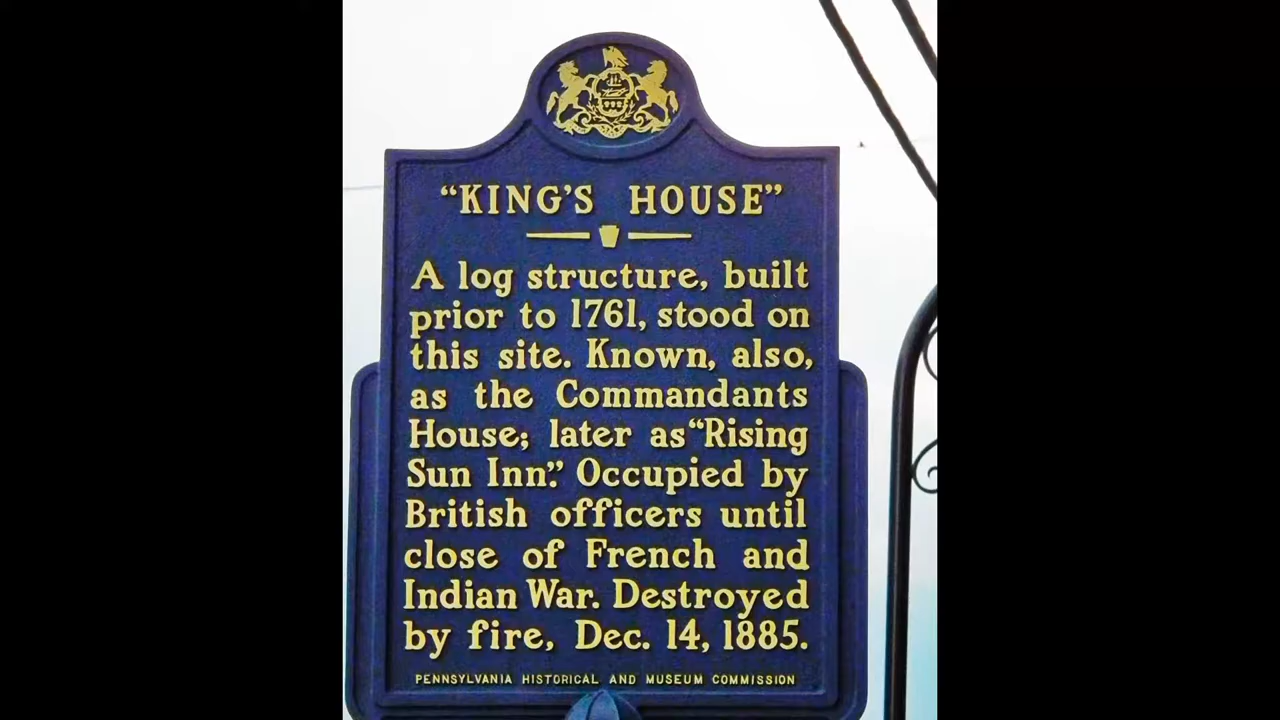 “KING’S HOUSE”
A log structure, built
prior to 1761, stood on
this site. Known, also,
as the Commandants
House; later as “Rising
Sun Inn.” Occupied by
British officers until
close of French and
Indian War. Destroyed
by fire, Dec. 14, 1885.
PENNSYLVANIA HISTORICAL AND MUSEUM COMMISSION